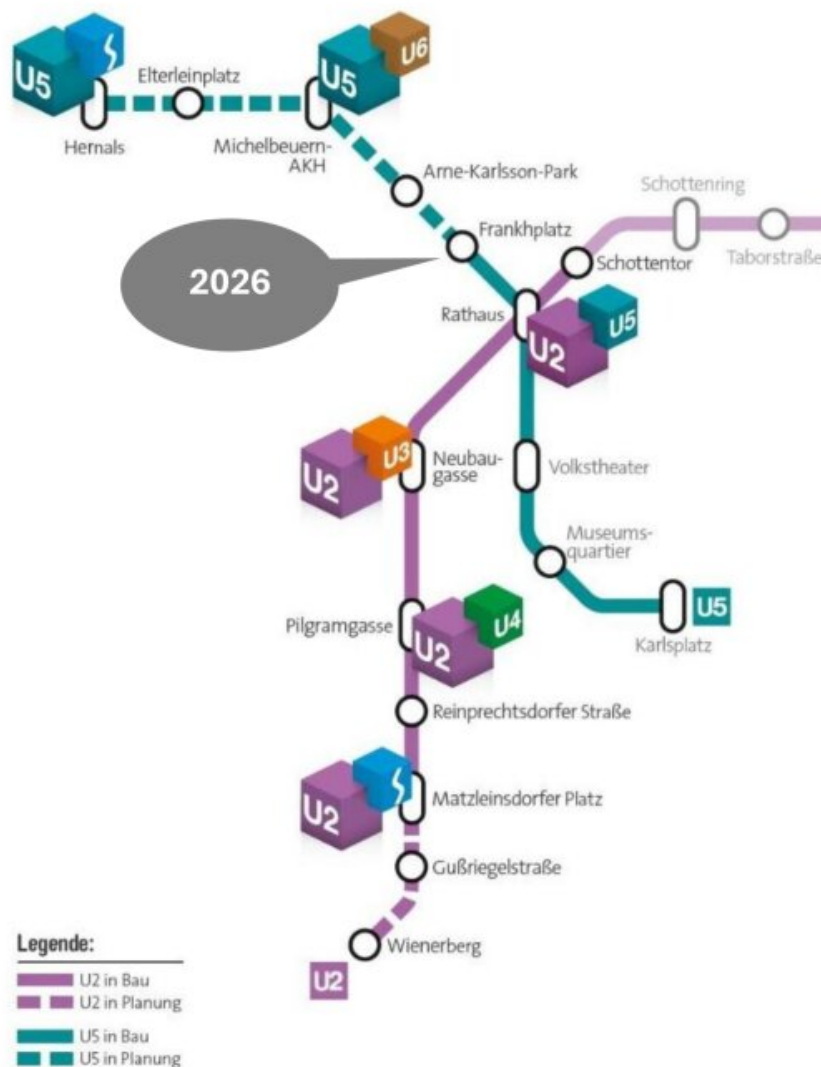 U5
U5
U6
Elterleinplatz
Hernals
Michelbeuern-
AKH
Arne-Karlsson-Park
Schottenring
Frankhplatz
2026
Schottentor
Taborstraße
Rathaus
U2
U5
U2
U3
Neubau-
gasse
Volkstheater
Museums-
quartier
Pilgramgasse
U2
U4
U5
Karlsplatz
Reinprechtsdorfer Straße
U2
Matzleinsdorfer Platz
Gußriegelstraße
Wienerberg
U2
Legende:
U2 in Bau
U2 in Planung
U5 in Bau
U5 in Planung